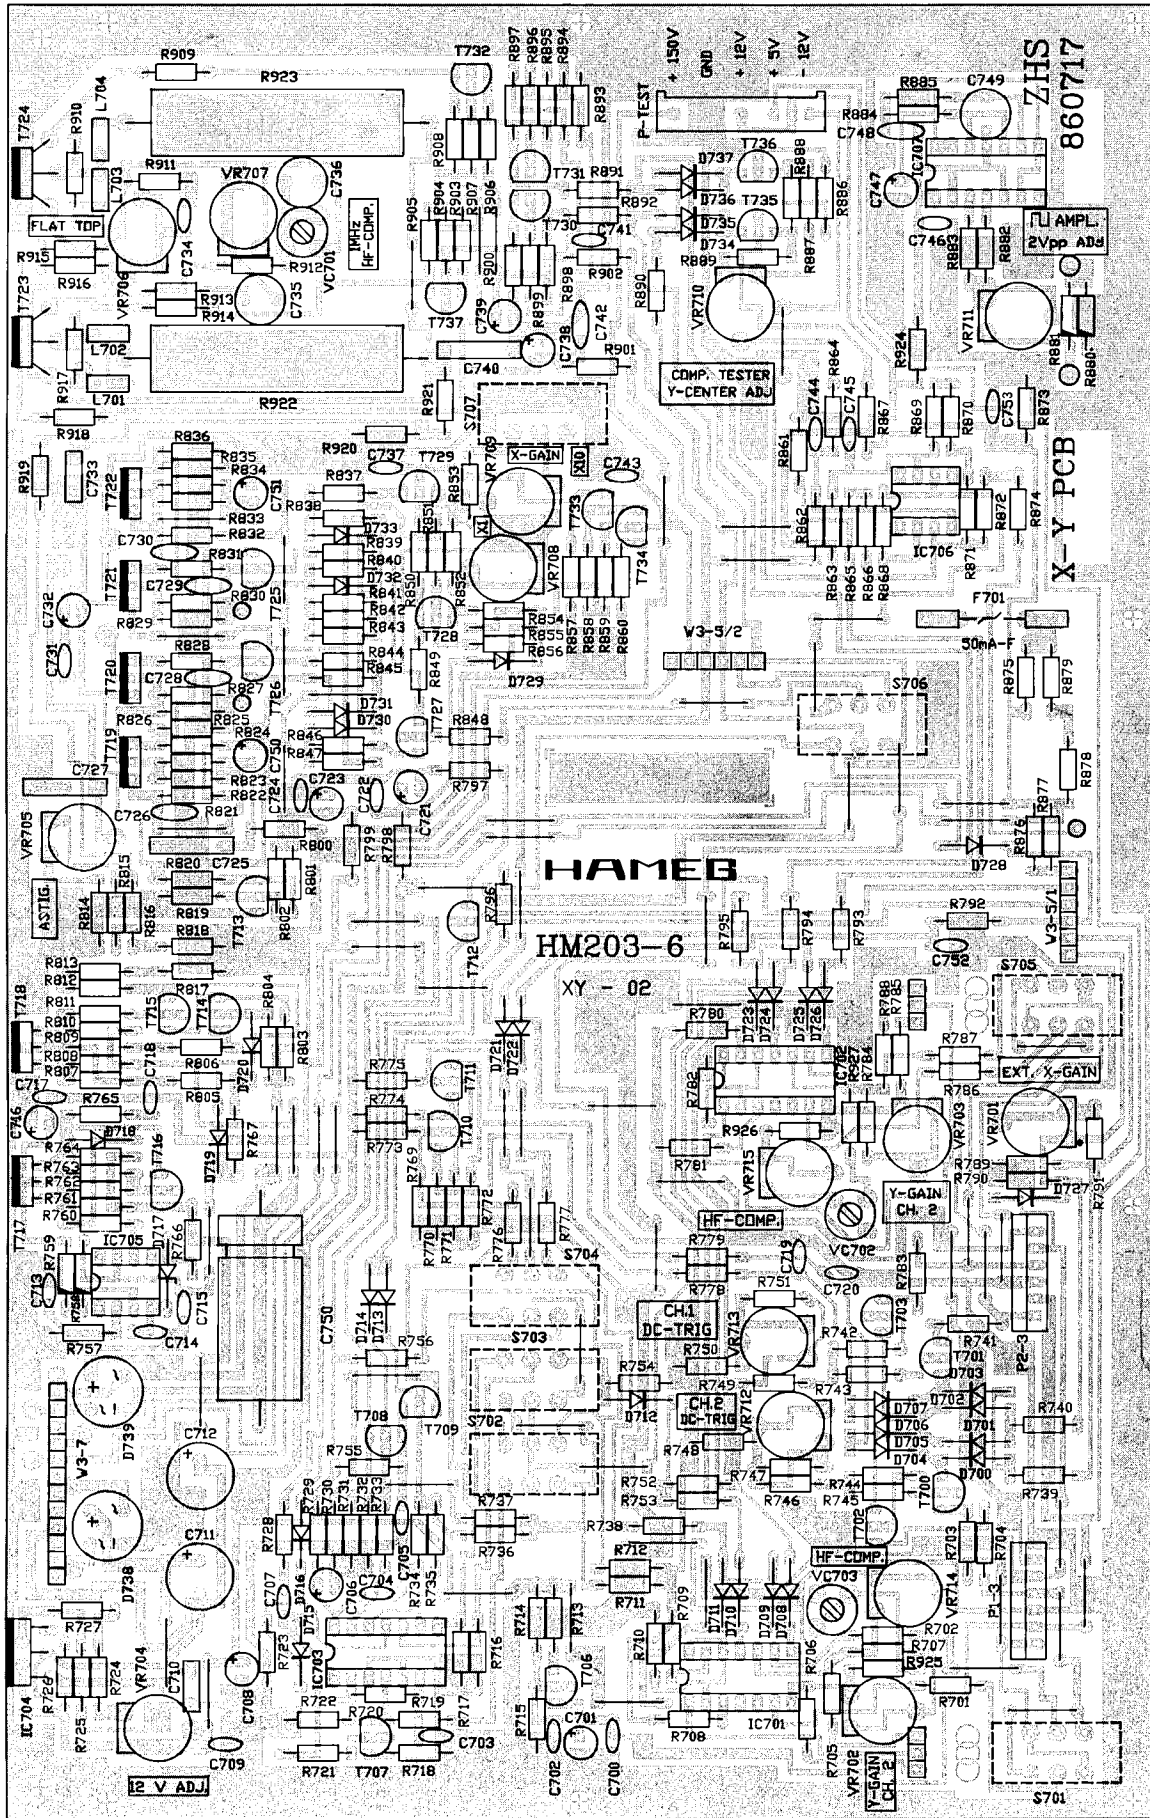 T732
R897
R896
R895
R894
+ 150V
GND
+ 12V
+ 5V
- 12V
ZHS
860717
R909
R923
R893
P-TEST
R885
C749
R884
C748
IC707
T724
R910
L704
R911
L703
VR707
C736
R908
T731
R891
R892
D737
D736
D735
D734
T736
T735
R888
R886
R887
C747
C746
R883
R882
FLAT TOP
R915
R916
VR706
C734
R912
VC701
1MHz
HF-COMP.
R905
R904
R903
R907
R906
T730
C741
R902
R889
R890
VR710
AMPL.
2Vpp ADJ
T723
R913
R914
C735
T737
C739
R900
R899
R898
C738
C742
VR711
R881
R880
R917
L702
L701
R922
C740
R901
COMP. TESTER
Y-CENTER ADJ
R864
R924
R918
R921
S707
C744
C745
R867
R869
R870
C753
R873
R919
C733
R836
R835
R834
R920
C737
T729
VR709
X-GAIN
X10
C743
R861
X-Y PCB
T722
C751
R837
R838
R853
R851
X1
T733
T734
R862
R872
R874
R833
R832
C730
R831
D733
R839
R840
D732
R841
R842
R843
R850
R852
VR708
IC706
R871
C732
T721
C729
R830
R829
T725
T728
R854
R855
R856
R857
R858
R859
R860
R863
R865
R866
R868
F701
50mA-F
C731
T720
R828
C728
R827
T726
R844
R845
R849
D729
W3-5/2
S706
R875
R879
R826
R825
R824
T719
C750
D731
D730
R846
R847
T727
R848
R797
R878
C727
R823
R822
C724
C723
C722
C721
R877
VR705
C726
R821
R800
R799
R798
R876
D728
R820
C725
R801
HAMEG
W3-5/1
ASTIG.
R815
R814
R816
R819
T713
R802
R796
T712
R795
R794
R793
R792
R818
HM203-6
C752
R813
R812
R817
R804
XY - 02
S705
T718
R811
R810
R809
R808
R807
T715
T714
R803
D721
D722
R780
D723
D724
D725
D726
R788
R785
C718
R806
D720
R775
T711
IC702
R927
R784
R787
EXT. X-GAIN
C717
R805
R774
R782
R786
C716
R765
D718
D719
R767
R773
T710
R926
VR703
VR701
R764
R763
R762
R761
R760
T716
R769
R781
VR715
R789
R790
D727
R791
T717
R772
Y-GAIN
CH. 2
R759
IC705
D717
R766
R770
R771
R776
R777
HF-COMP.
VC702
C713
R758
C715
S704
R779
R778
C719
C720
R783
R757
C714
C750
D714
D713
S703
CH.1
DC-TRIG
R751
T703
R756
R750
VR713
R742
R741
P2-3
T701
D703
W3-7
D739
C712
T708
T709
S702
R754
D712
R749
CH.2
DC-TRIG
VR712
R743
D702
D707
D706
D705
D704
D701
D700
R740
R755
R748
R752
R753
R747
R746
R744
R745
T700
R739
D738
C711
R728
R729
R730
R731
R732
R733
R737
R736
R738
T702
R703
R704
C707
D716
D715
C706
C704
C705
R734
R735
R712
R711
HF-COMP.
VC703
VR714
P1-3
R727
R709
D711
D710
D709
D708
R726
R724
R725
VR704
C710
C708
R723
IC703
R716
R714
R713
R710
R706
R702
R707
R925
IC704
T706
R722
R720
R719
R717
R715
C701
R708
IC701
R701
C709
R721
T707
R718
C703
C702
C700
R705
VR702
12 V ADJ.
Y-GAIN
CH. 2
S701